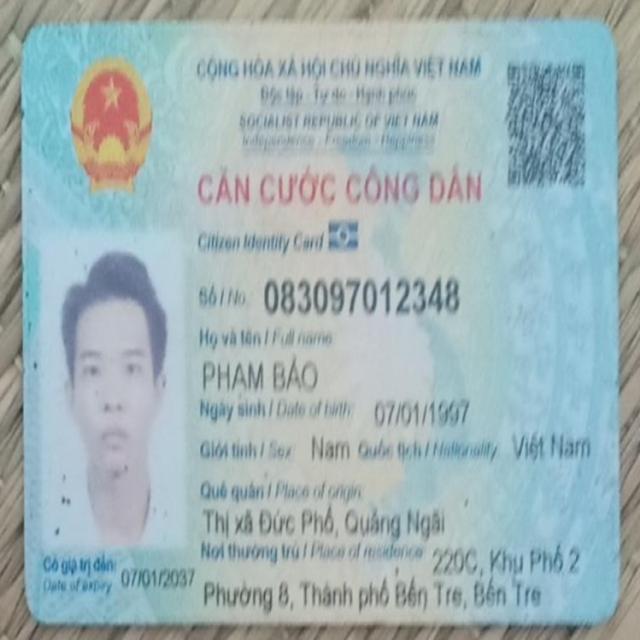 CỘNG HÒA XÃ HỘI CHỦ NGHĨA VIỆT NAM
Độc lập - Tự do - Hạnh phúc
SOCIALIST REPUBLIC OF VIET NAM
Independence - Freedom - Happiness
CĂN CƯỚC CÔNG DÂN
Citizen Identity Card
Số / No.: 083097012348
Họ và tên / Full name:
PHẠM BẢO
Ngày sinh / Date of birth: 07/01/1997
Giới tính / Sex: Nam Quốc tịch / Nationality: Việt Nam
Quê quán / Place of origin:
Thị xã Đức Phổ, Quảng Ngãi
Nơi thường trú / Place of residence: 220C, Khu Phố 2
Phường 8, Thành phố Bến Tre, Bến Tre
Có giá trị đến: 07/01/2037
Date of expiry